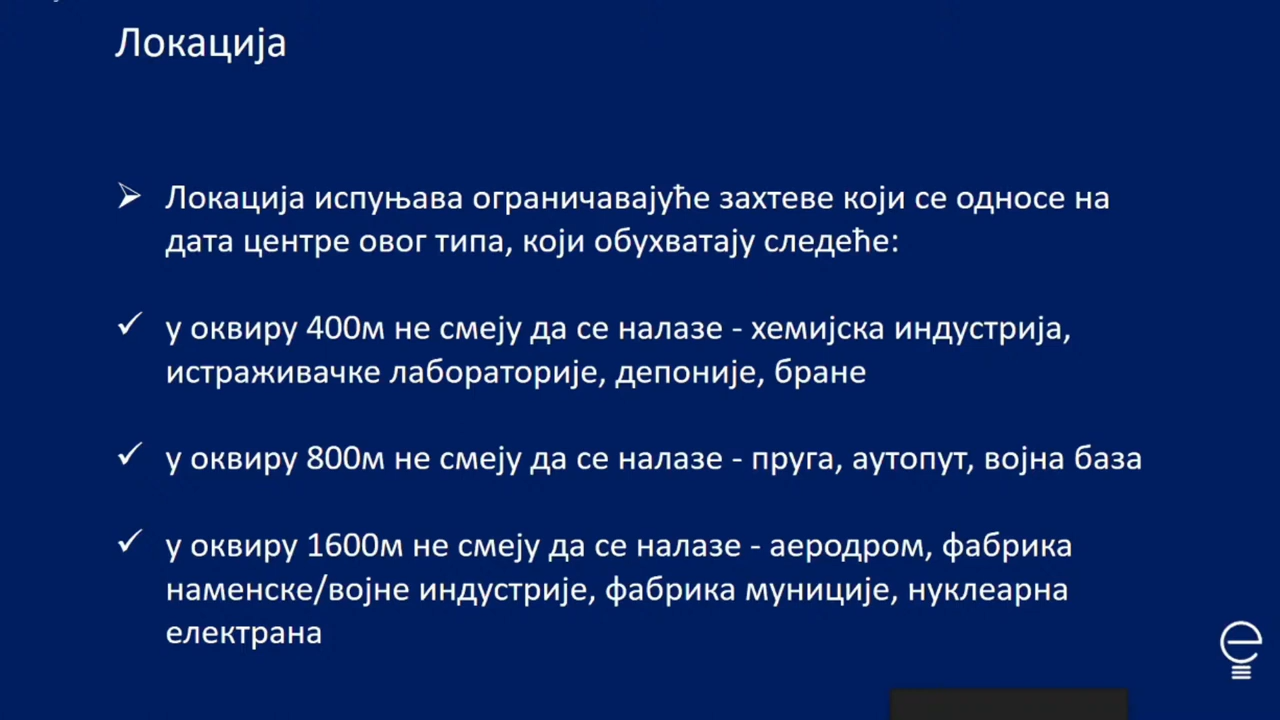 Локација
Локација испуњава ограничавајуће захтеве који се односе на
дата центре овог типа, који обухватају следеће:
у оквиру 400м не смеју да се налазе - хемијска индустрија,
истраживачке лабораторије, депоније, бране
у оквиру 800м не смеју да се налазе - пруга, аутопут, војна база
у оквиру 1600м не смеју да се налазе - аеродром, фабрика
наменске/војне индустрије, фабрика муниције, нуклеарна
електрана